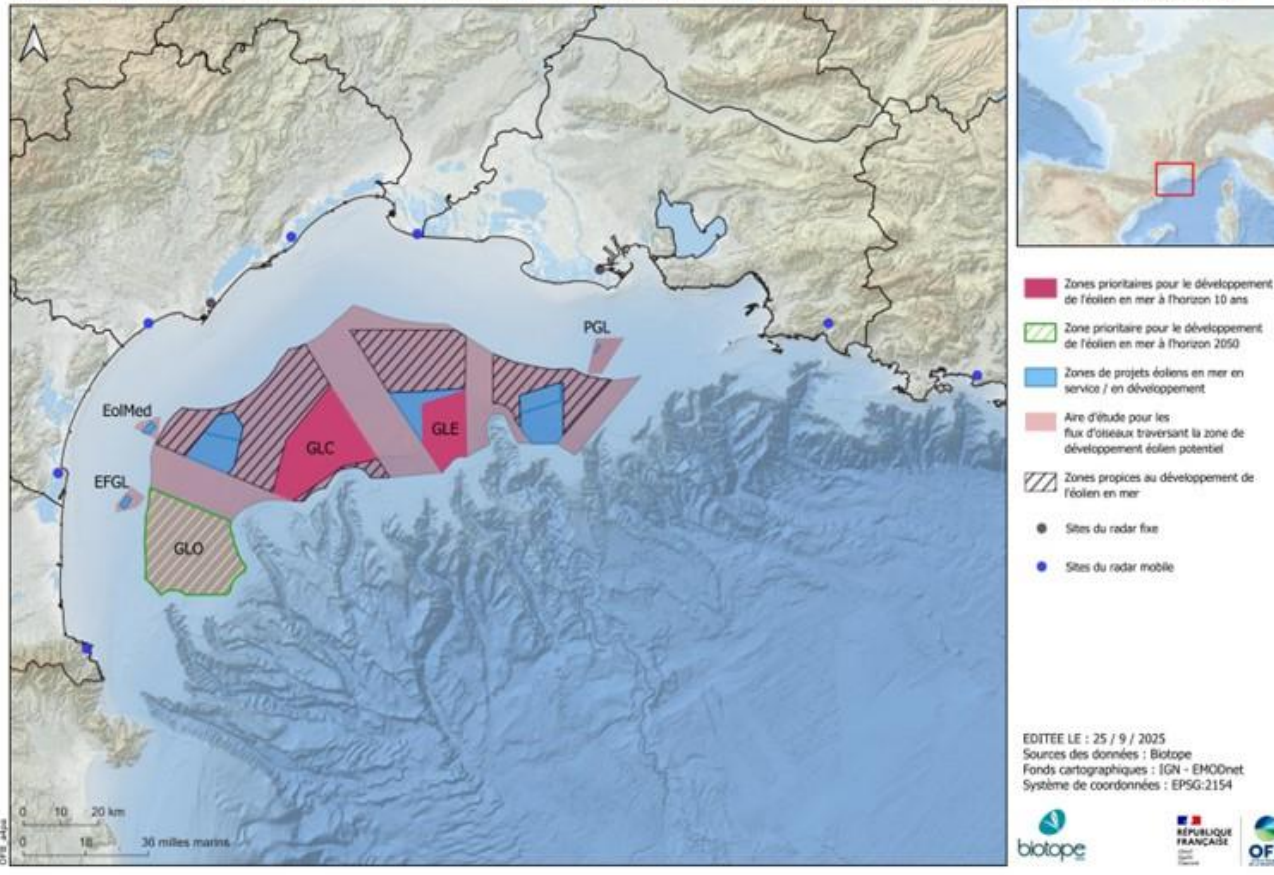 PGL
EolMed
GLE
GLC
EFGL
GLO
0 10 20 km
0 18 36 milles marins
Zones prioritaires pour le développement
de l'éolien en mer à l'horizon 10 ans
Zone prioritaire pour le développement
de l'éolien en mer à l'horizon 2050
Zones de projets éoliens en mer en
service / en développement
Aire d'étude pour les
flux d'oiseaux traversant la zone de
développement éolien potentiel
Zones propices au développement de
l'éolien en mer
Sites du radar fixe
Sites du radar mobile
EDITEE LE : 25 / 9 / 2025
Sources des données : Biotope
Fonds cartographiques : IGN - EMODnet
Système de coordonnées : EPSG:2154
biotope
RÉPUBLIQUE
FRANÇAISE
Liberté
Égalité
Fraternité